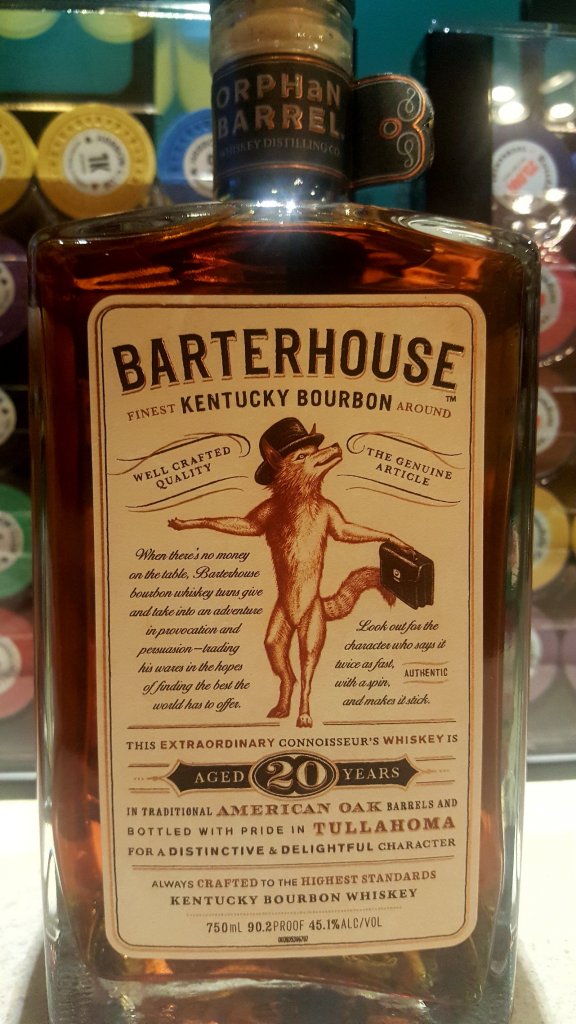 ORPHaN
BARREL
WHISKEY DISTILLING CO
BARTERHOUSE
TM
FINEST KENTUCKY BOURBON AROUND
WELL CRAFTED
QUALITY
THE GENUINE
ARTICLE
When there's no money
on the table, Barterhouse
bourbon whiskey turns give
and take into an adventure
in provocation and
persuasion—trading
his wares in the hopes
of finding the best the
world has to offer.
Look out for the
character who says it
twice as fast,
with a spin,
and makes it stick.
AUTHENTIC
THIS EXTRAORDINARY CONNOISSEUR'S WHISKEY IS
AGED 20 YEARS
IN TRADITIONAL AMERICAN OAK BARRELS AND
BOTTLED WITH PRIDE IN TULLAHOMA
FOR A DISTINCTIVE & DELIGHTFUL CHARACTER
ALWAYS CRAFTED TO THE HIGHEST STANDARDS
KENTUCKY BOURBON WHISKEY
750mL 90.2PROOF 45.1%ALC/VOL
1K